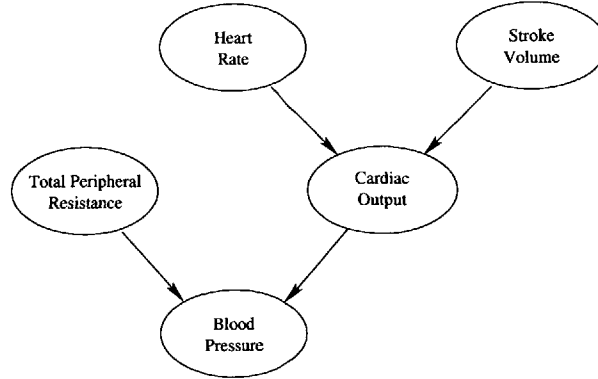 Heart
Rate
Stroke
Volume
Total Peripheral
Resistance
Cardiac
Output
Blood
Pressure